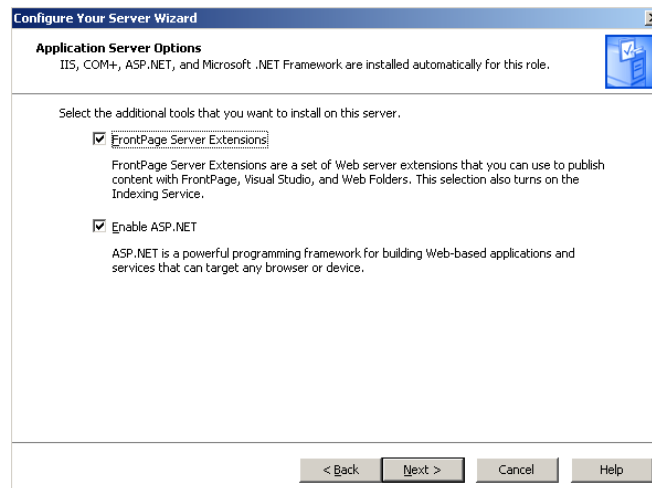 Configure Your Server Wizard
Application Server Options
IIS, COM+, ASP.NET, and Microsoft .NET Framework are installed automatically for this role.
Select the additional tools that you want to install on this server.
FrontPage Server Extensions
FrontPage Server Extensions are a set of Web server extensions that you can use to publish
content with FrontPage, Visual Studio, and Web Folders. This selection also turns on the
Indexing Service.
Enable ASP.NET
ASP.NET is a powerful programming framework for building Web-based applications and
services that can target any browser or device.
< Back Next > Cancel Help